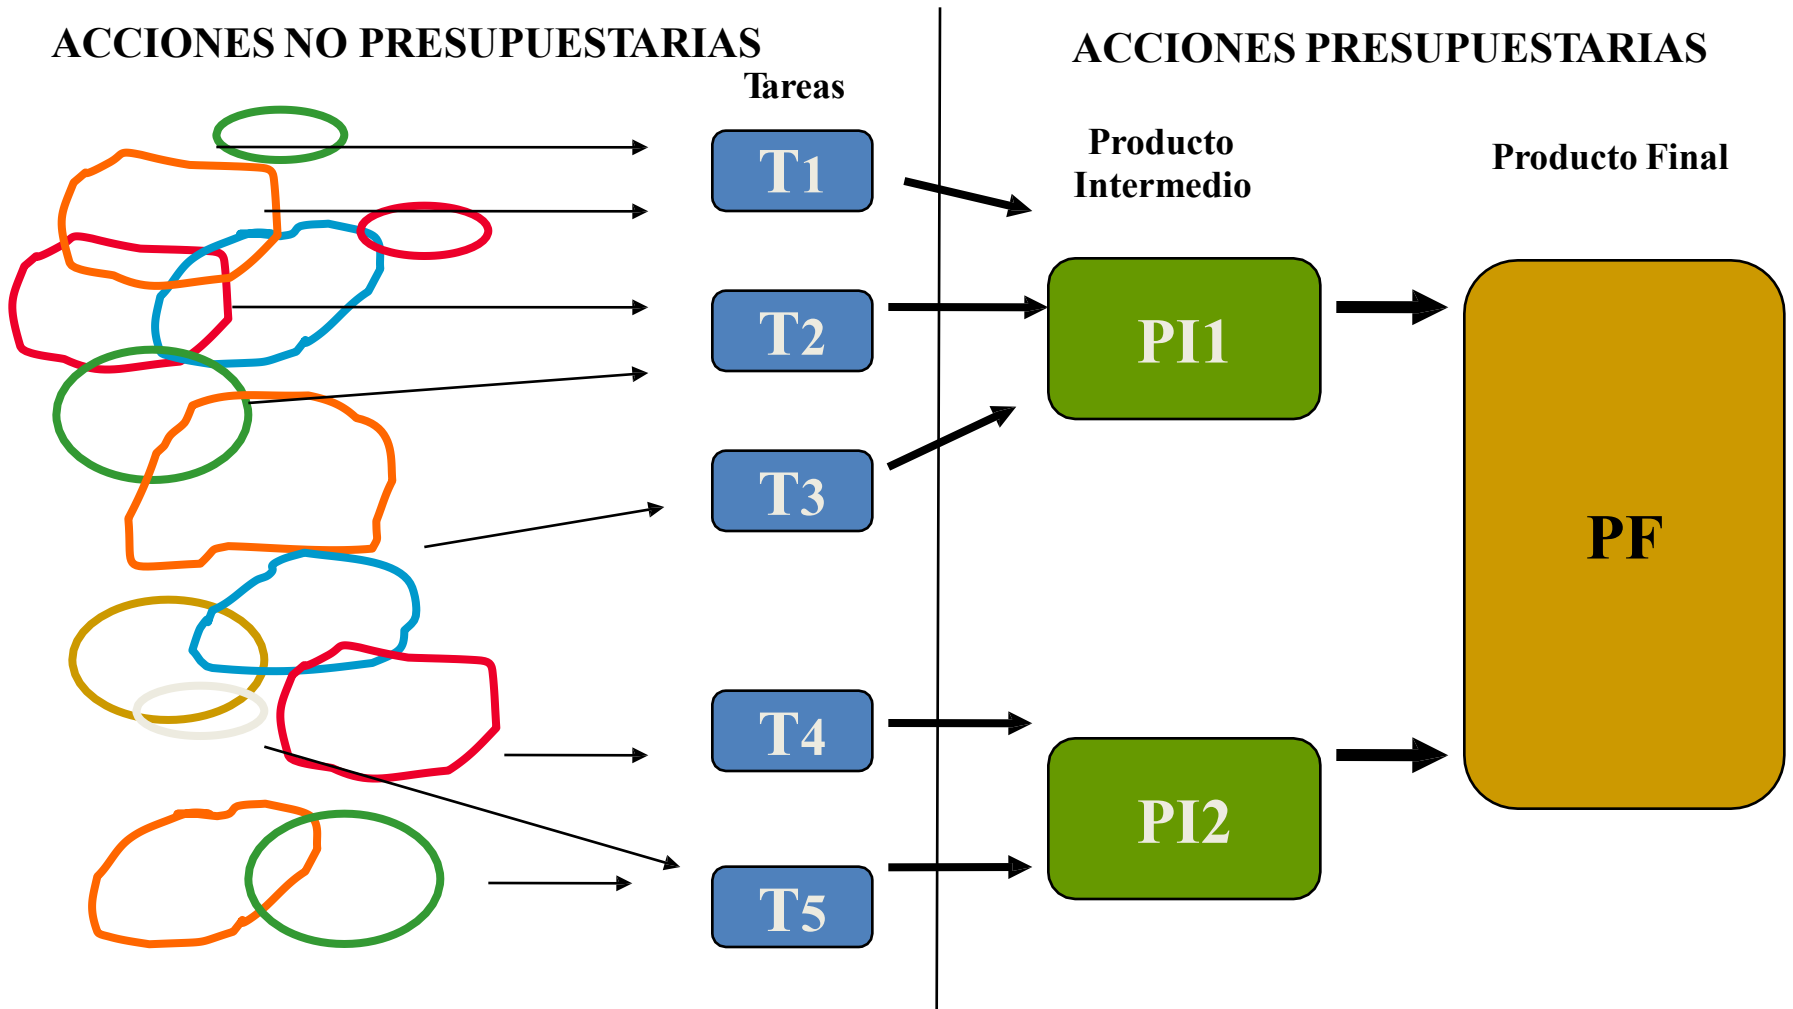 ACCIONES NO PRESUPUESTARIAS
Tareas
T1
T2
T3
T4
T5
ACCIONES PRESUPUESTARIAS
Producto
Intermedio
PI1
PI2
Producto Final
PF